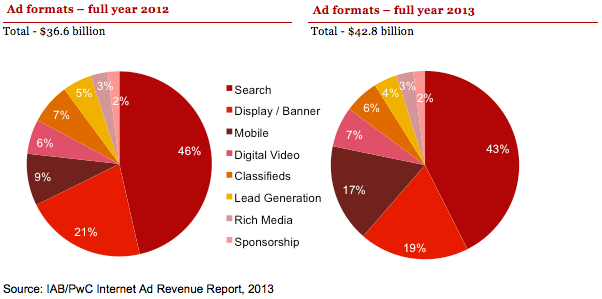 Ad formats – full year 2012
Total - $36.6 billion
46%
21%
9%
6%
7%
5%
3%
2%
Search
Display / Banner
Mobile
Digital Video
Classifieds
Lead Generation
Rich Media
Sponsorship
Ad formats – full year 2013
Total - $42.8 billion
43%
19%
17%
7%
6%
4%
3%
2%
Source: IAB/PwC Internet Ad Revenue Report, 2013